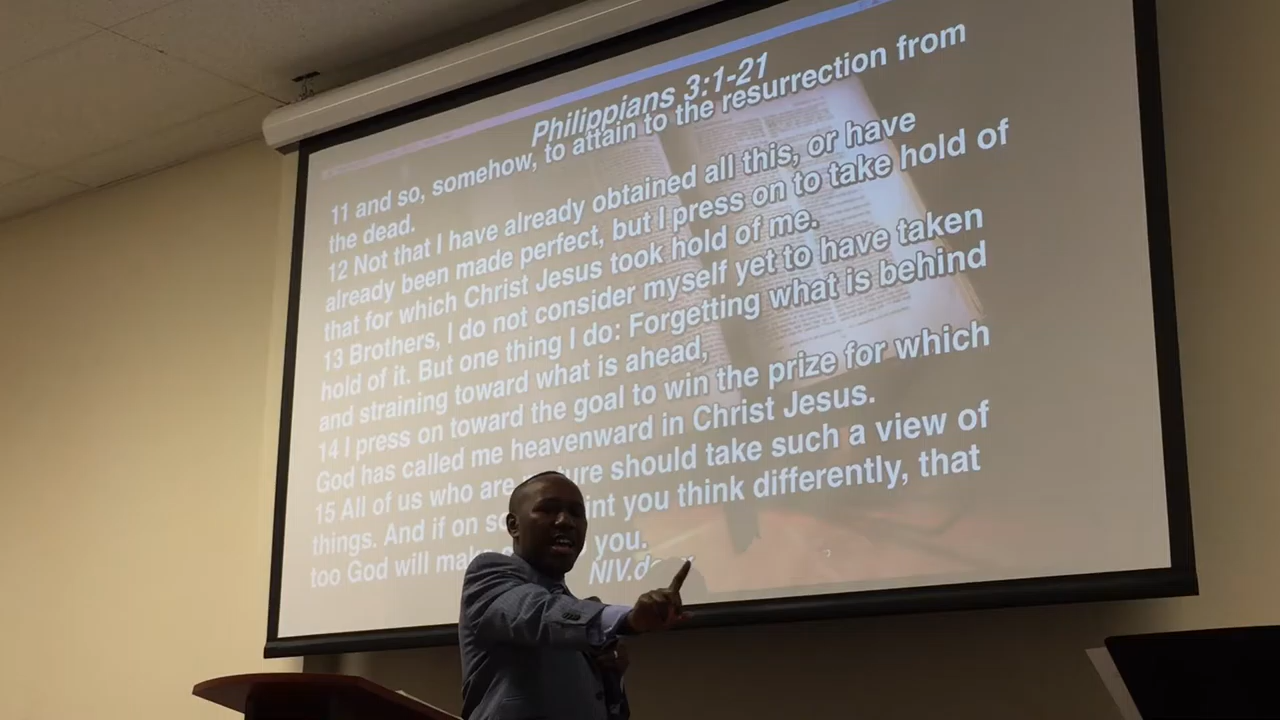 Philippians 3:1-21
11 and so, somehow, to attain to the resurrection from
the dead.
12 Not that I have already obtained all this, or have
already been made perfect, but I press on to take hold of
that for which Christ Jesus took hold of me.
13 Brothers, I do not consider myself yet to have taken
hold of it. But one thing I do: Forgetting what is behind
and straining toward what is ahead,
14 I press on toward the goal to win the prize for which
God has called me heavenward in Christ Jesus.
15 All of us who are should take such a view of
things. And if on you think differently, that
too God will you.